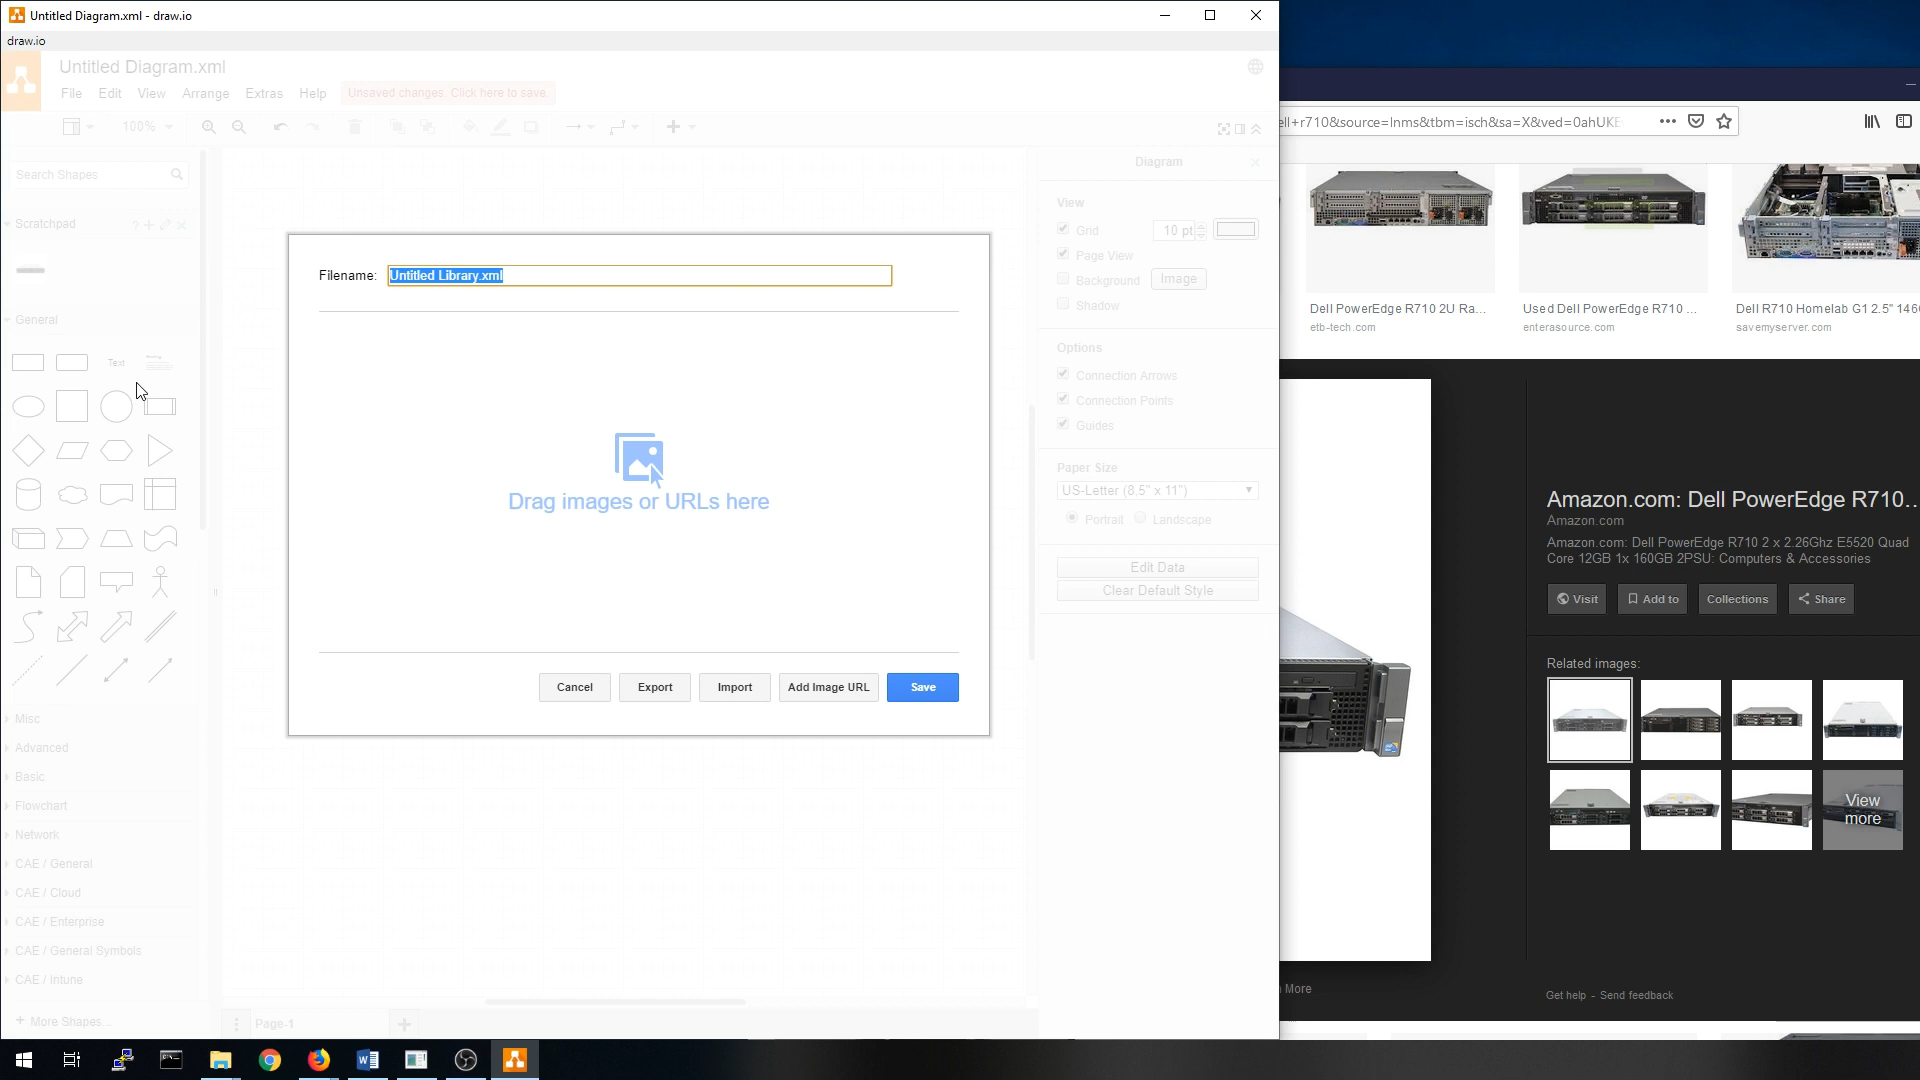 Untitled Diagram.xml - draw.io
draw.io
Untitled Diagram.xml
File Edit View Arrange Extras Help Unsaved changes. Click here to save.
100%
Search Shapes
Scratchpad
?
General
Text
Misc
Advanced
Basic
Flowchart
Network
CAE / General
CAE / Cloud
CAE / Enterprise
CAE / General Symbols
CAE / Intune
+ More Shapes...
Filename: Untitled Library.xml
Drag images or URLs here
Cancel Export Import Add Image URL Save
Page-1
Diagram
View
Grid 10 pt
Page View
Background Image
Shadow
Options
Connection Arrows
Connection Points
Guides
Paper Size
US-Letter (8,5" x 11")
Portrait Landscape
Edit Data
Clear Default Style
ell+r710&source=lnms&tbm=isch&sa=X&ved=0ahUKE
Dell PowerEdge R710 2U Ra...
etb-tech.com
Used Dell PowerEdge R710 ...
enterasource.com
Dell R710 Homelab G1 2.5" 146
savemyserver.com
Amazon.com: Dell PowerEdge R710...
Amazon.com
Amazon.com: Dell PowerEdge R710 2 x 2.26Ghz E5520 Quad
Core 12GB 1x 160GB 2PSU: Computers & Accessories
Visit Add to Collections Share
Related images:
View
more
More
Get help - Send feedback